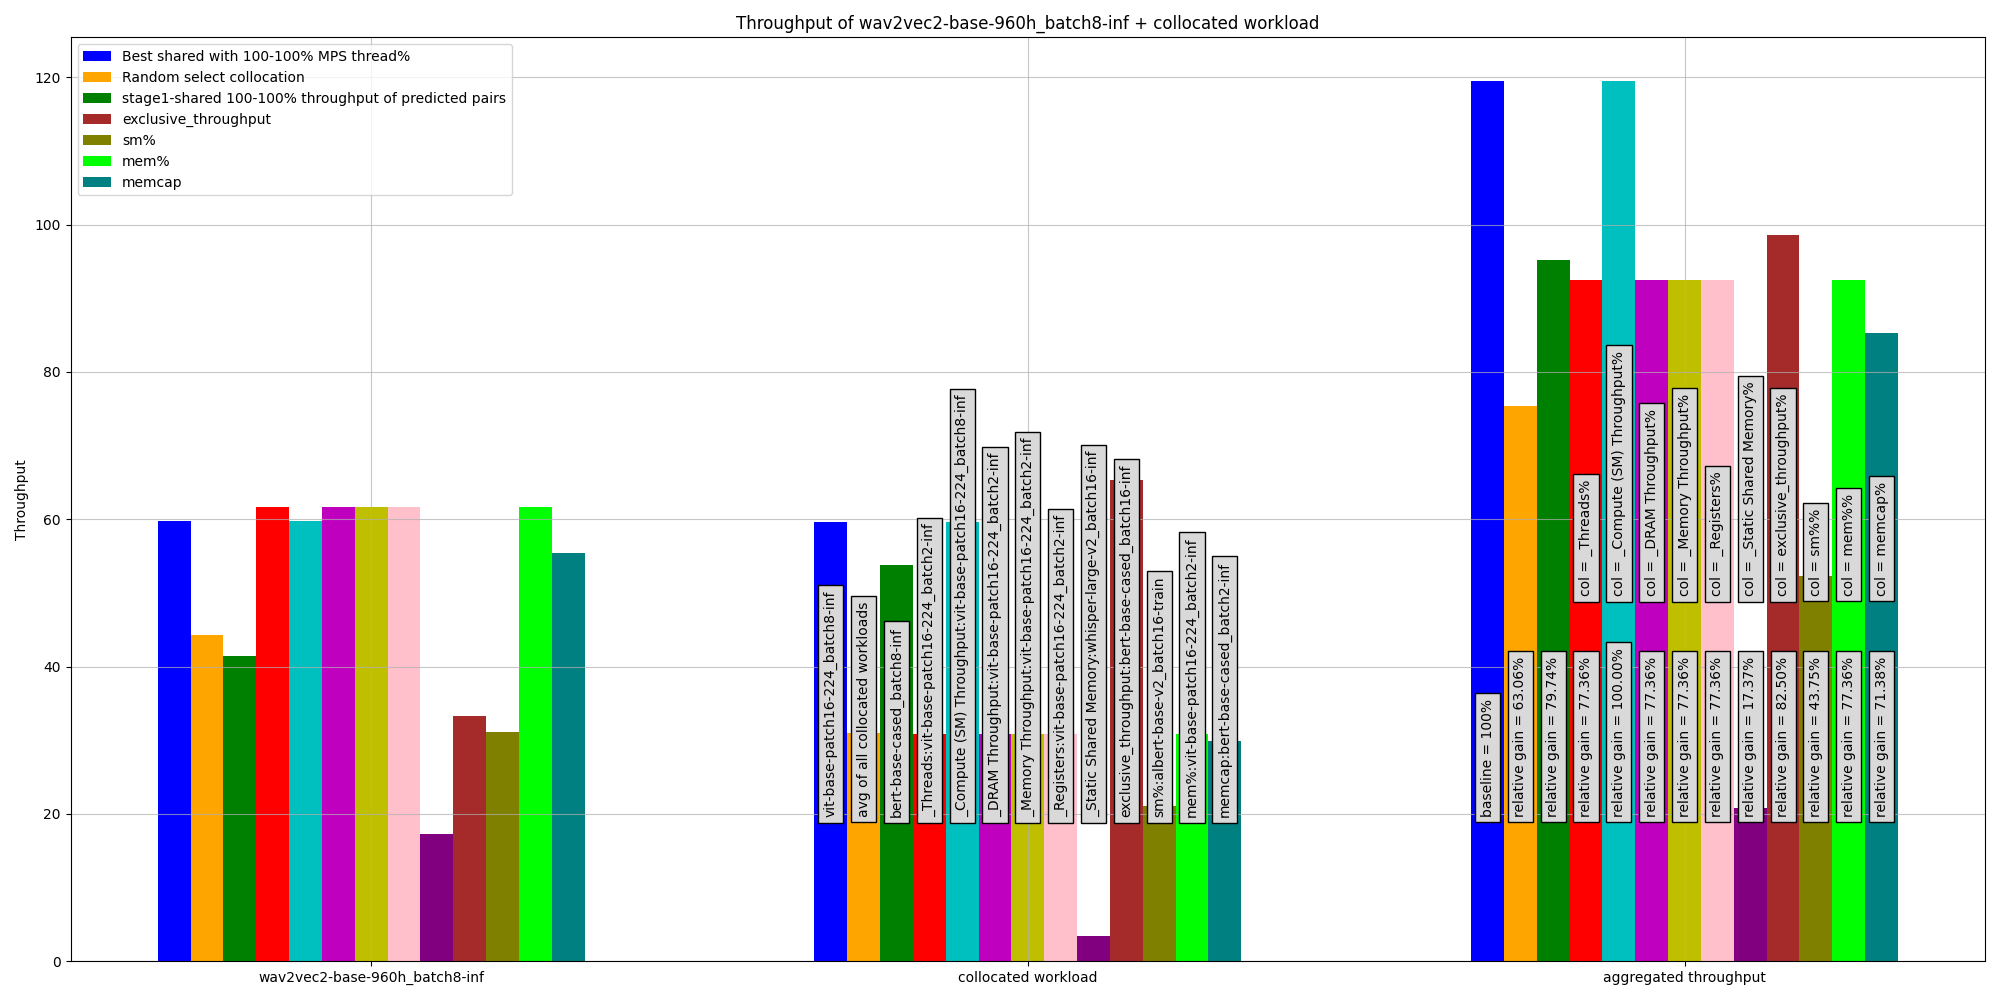 Throughput of wav2vec2-base-960h_batch8-inf + collocated workload
Best shared with 100-100% MPS thread%
Random select collocation
stage1-shared 100-100% throughput of predicted pairs
exclusive_throughput
sm%
mem%
memcap
Throughput
120
100
80
60
40
20
0
vit-base-patch16-224_batch8-inf
avg of all collocated workloads
bert-base-cased_batch8-inf
_Threads:vit-base-patch16-224_batch2-inf
_Compute (SM) Throughput:vit-base-patch16-224_batch8-inf
_DRAM Throughput:vit-base-patch16-224_batch2-inf
_Memory Throughput:vit-base-patch16-224_batch2-inf
_Registers:vit-base-patch16-224_batch2-inf
_Static Shared Memory:whisper-large-v2_batch16-inf
exclusive_throughput:bert-base-cased_batch16-inf
sm%:albert-base-v2_batch16-train
mem%:vit-base-patch16-224_batch2-inf
memcap:bert-base-cased_batch2-inf
col = _Threads%
col = _Compute (SM) Throughput%
col = _DRAM Throughput%
col = _Memory Throughput%
col = _Registers%
col = _Static Shared Memory%
col = exclusive_throughput%
col = sm%%
col = mem%%
col = memcap%
baseline = 100%
relative gain = 63.06%
relative gain = 79.74%
relative gain = 77.36%
relative gain = 100.00%
relative gain = 77.36%
relative gain = 77.36%
relative gain = 77.36%
relative gain = 17.37%
relative gain = 82.50%
relative gain = 43.75%
relative gain = 77.36%
relative gain = 71.38%
wav2vec2-base-960h_batch8-inf
collocated workload
aggregated throughput